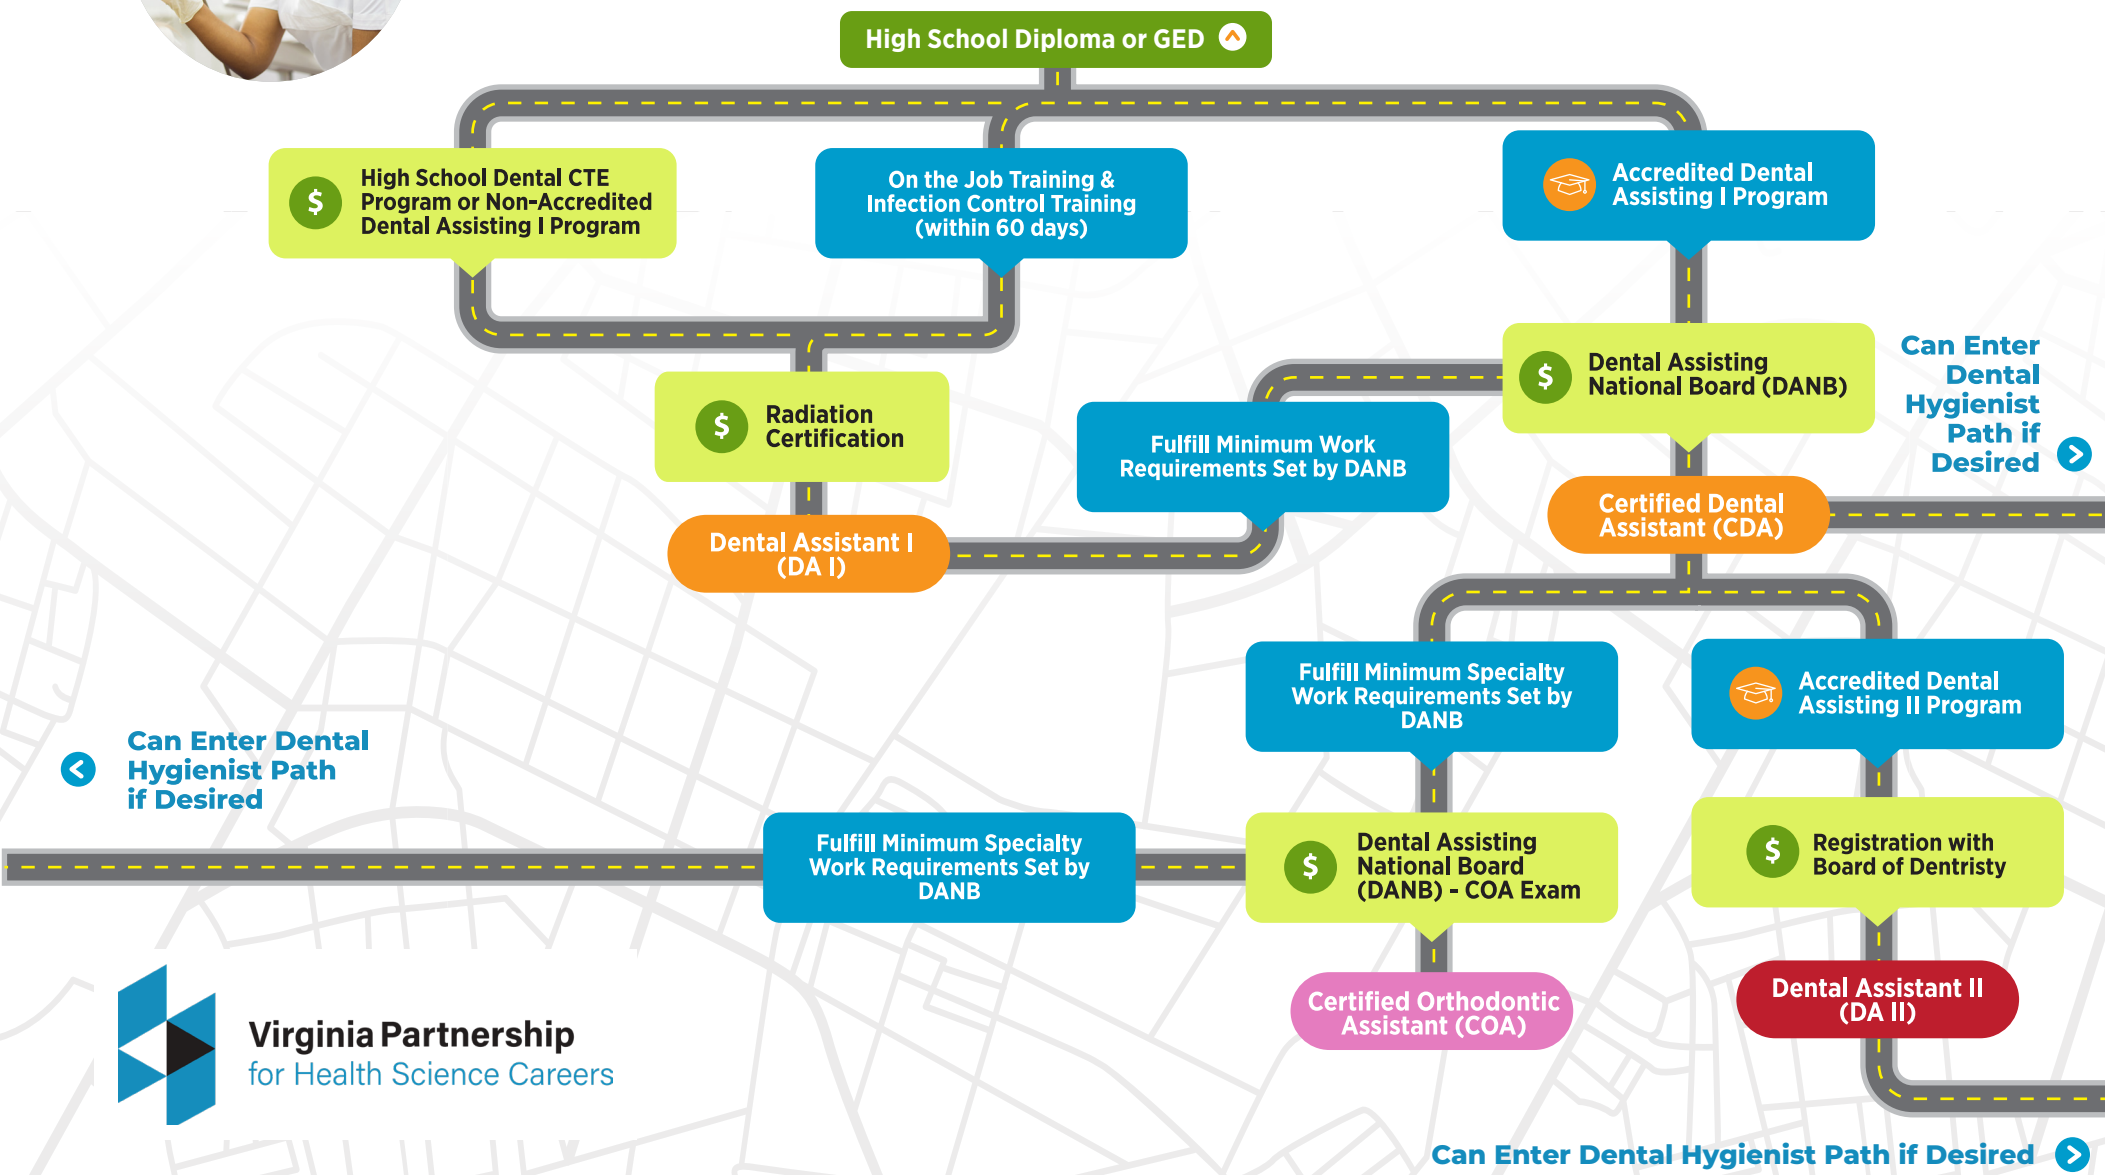 High School Diploma or GED
$
High School Dental CTE
Program or Non-Accredited
Dental Assisting I Program
On the Job Training &
Infection Control Training
(within 60 days)
Accredited Dental
Assisting I Program
$
Radiation
Certification
Fulfill Minimum Work
Requirements Set by DANB
$
Dental Assisting
National Board (DANB)
Can Enter
Dental
Hygienist
Path if
Desired
Dental Assistant I
(DA I)
Certified Dental
Assistant (CDA)
Fulfill Minimum Specialty
Work Requirements Set by
DANB
Accredited Dental
Assisting II Program
Can Enter Dental
Hygienist Path
if Desired
Fulfill Minimum Specialty
Work Requirements Set by
DANB
$
Dental Assisting
National Board
(DANB) - COA Exam
$
Registration with
Board of Dentristy
Certified Orthodontic
Assistant (COA)
Dental Assistant II
(DA II)
Virginia Partnership
for Health Science Careers
Can Enter Dental Hygienist Path if Desired